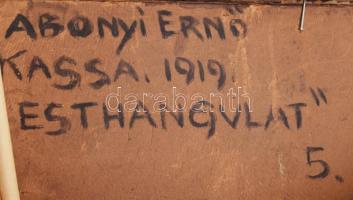 ABONYI ERNŐ
KASSA. 1919.
ESTHANGULAT"
darabanth
5.